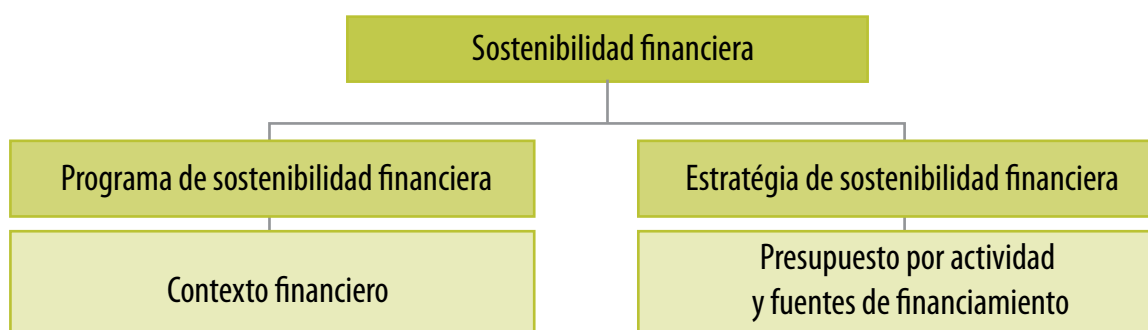 Sostenibilidad financiera
Programa de sostenibilidad financiera
Estratégia de sostenibilidad financiera
Contexto financiero
Presupuesto por actividad
y fuentes de financiamiento